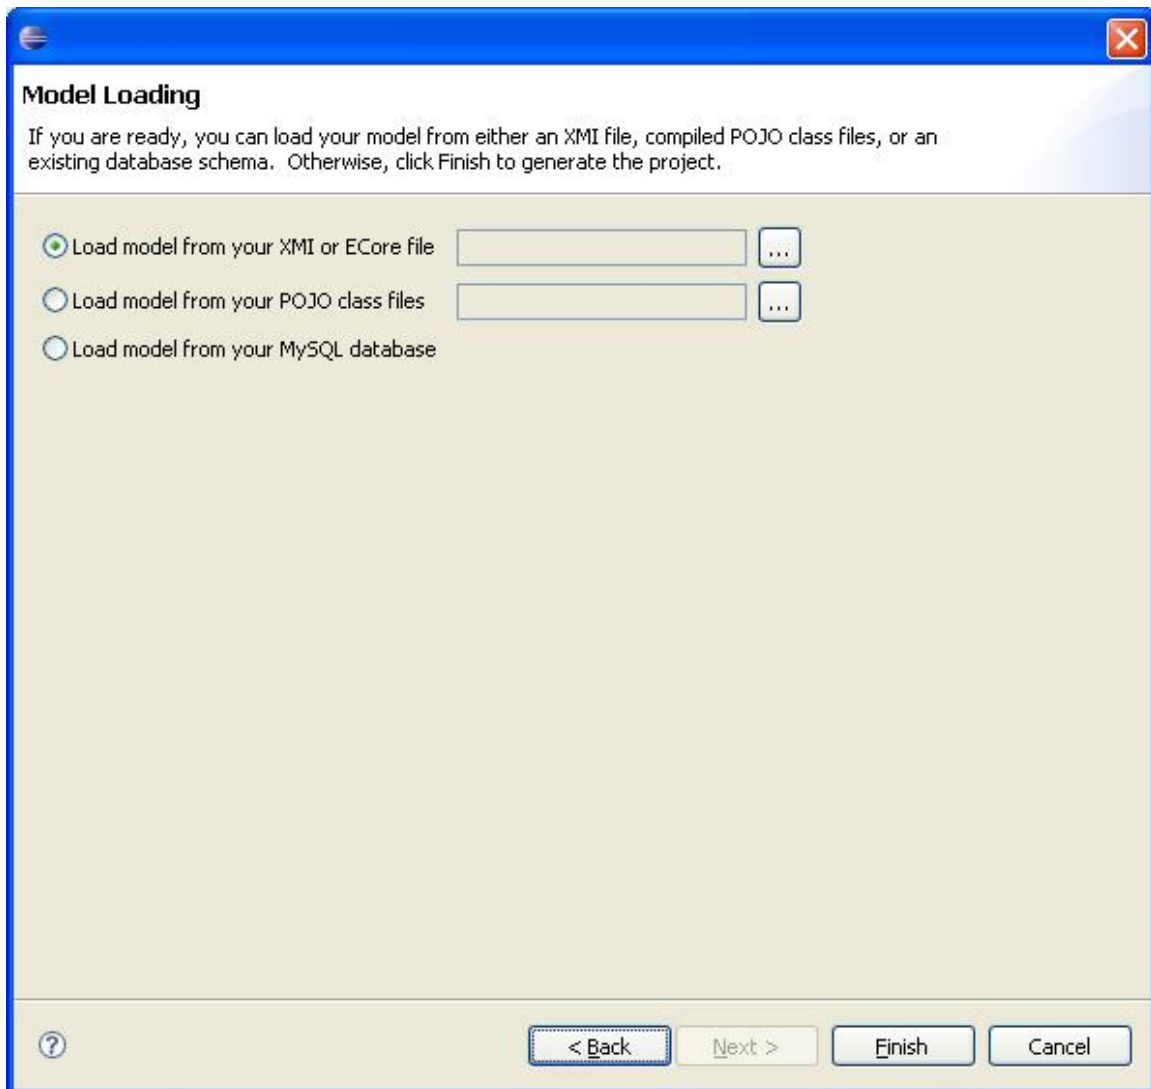 Model Loading
If you are ready, you can load your model from either an XMI file, compiled POJO class files, or an
existing database schema.  Otherwise, click Finish to generate the project.
Load model from your XMI or ECore file ...
Load model from your POJO class files ...
Load model from your MySQL database
? < Back Next > Finish Cancel